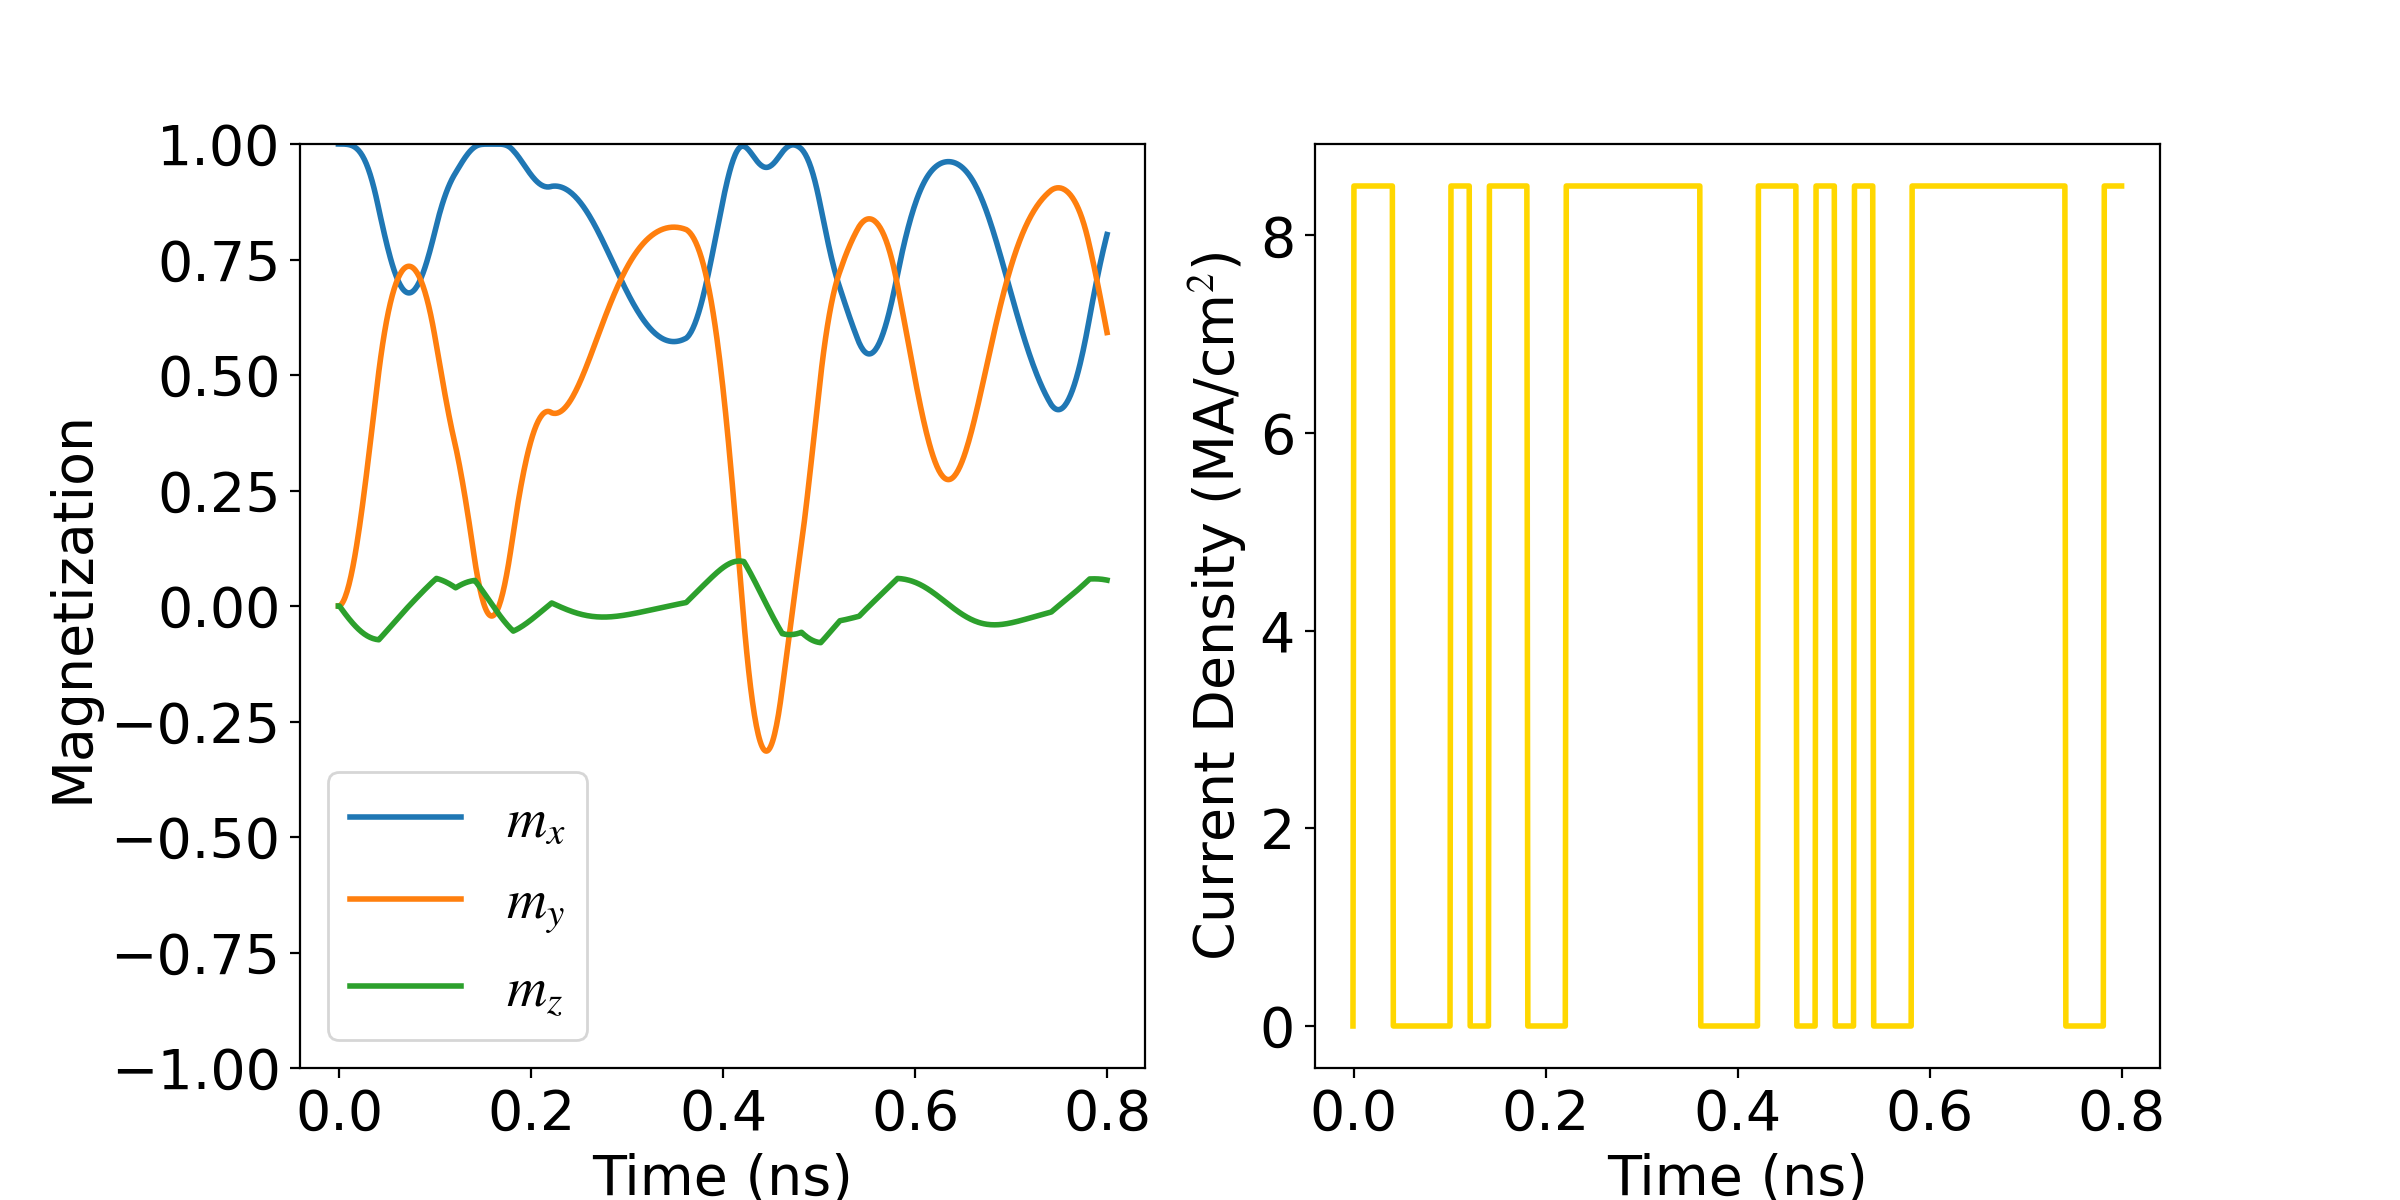 Magnetization
1.00
0.75
0.50
0.25
0.00
−0.25
−0.50
−0.75
−1.00
m_x
m_y
m_z
0.0 0.2 0.4 0.6 0.8
Time (ns)
Current Density (MA/cm²)
8
6
4
2
0
0.0 0.2 0.4 0.6 0.8
Time (ns)